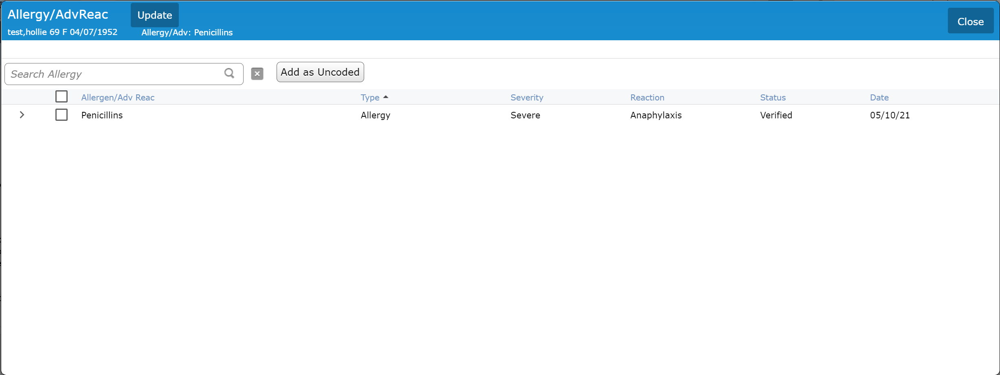 Allergy/AdvReac Update
Close
test,hollie 69 F 04/07/1952 Allergy/Adv: Penicillins
Search Allergy Add as Uncoded
Allergen/Adv Reac Type Severity Reaction Status Date
Penicillins Allergy Severe Anaphylaxis Verified 05/10/21